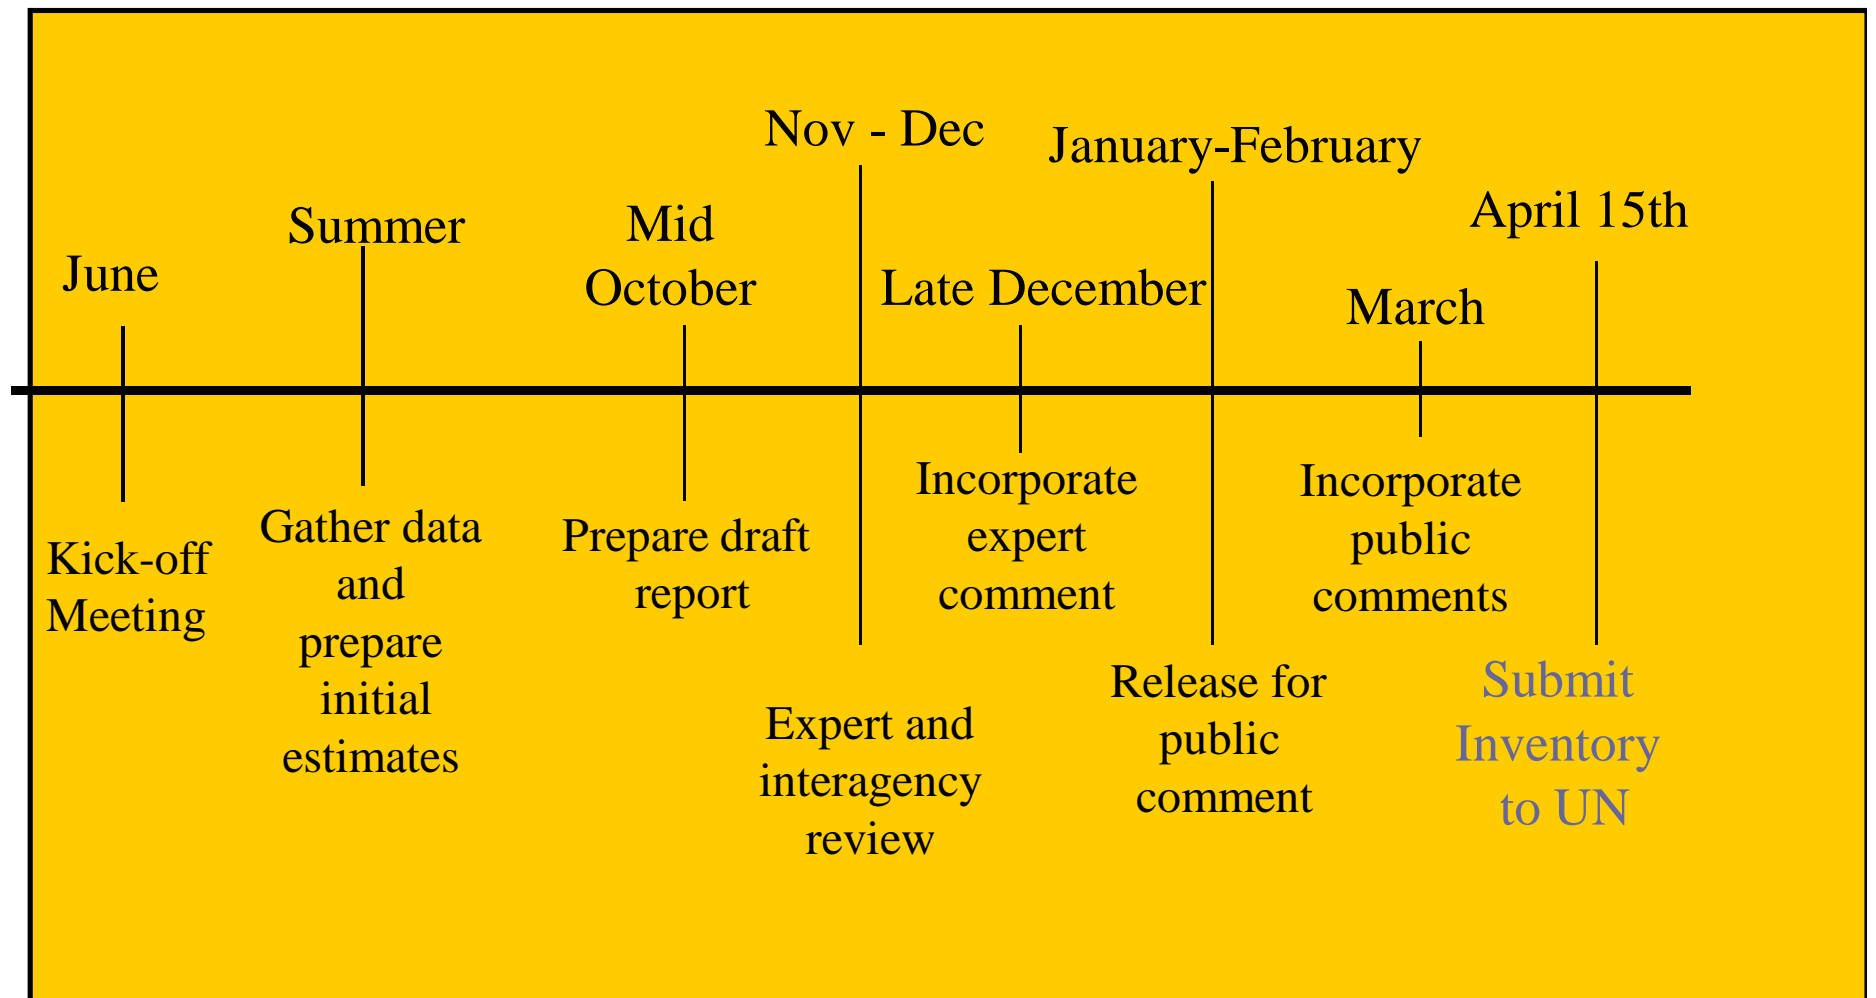 June
Kick-off
Meeting
Summer
Gather data
and
prepare
initial
estimates
Mid
October
Prepare draft
report
Nov - Dec
Expert and
interagency
review
Late December
Incorporate
expert
comment
January-February
Release for
public
comment
March
Incorporate
public
comments
April 15th
Submit
Inventory
to UN